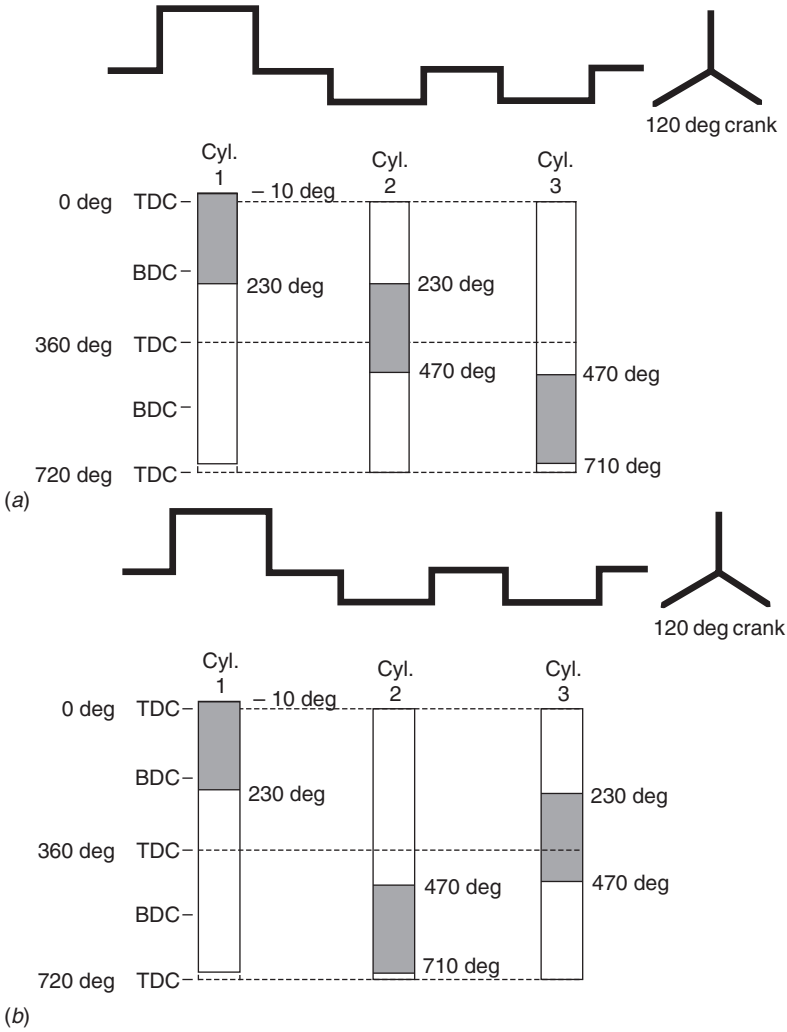 120 deg crank
Cyl.
1
Cyl.
2
Cyl.
3
0 deg TDC – 10 deg
BDC
230 deg 230 deg
360 deg TDC
470 deg 470 deg
BDC
710 deg
720 deg TDC
(a)
120 deg crank
Cyl.
1
Cyl.
2
Cyl.
3
0 deg TDC – 10 deg
BDC
230 deg 230 deg
360 deg TDC
470 deg 470 deg
BDC
710 deg
720 deg TDC
(b)